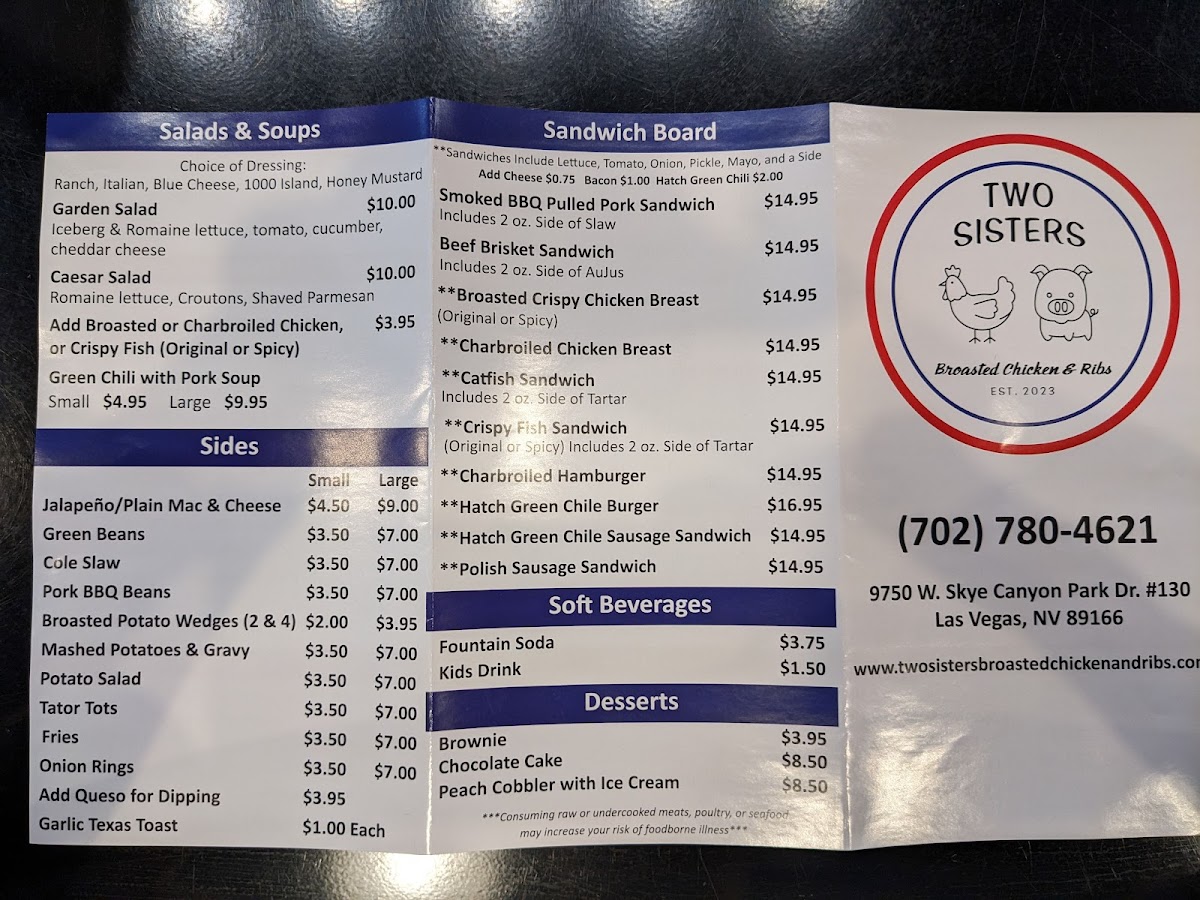 Salads & Soups
Choice of Dressing:
Ranch, Italian, Blue Cheese, 1000 Island, Honey Mustard
Garden Salad $10.00
Iceberg & Romaine lettuce, tomato, cucumber,
cheddar cheese
Caesar Salad $10.00
Romaine lettuce, Croutons, Shaved Parmesan
Add Broasted or Charbroiled Chicken, $3.95
or Crispy Fish (Original or Spicy)
Green Chili with Pork Soup
Small $4.95 Large $9.95
Sides
Small Large
Jalapeño/Plain Mac & Cheese $4.50 $9.00
Green Beans $3.50 $7.00
Cole Slaw $3.50 $7.00
Pork BBQ Beans $3.50 $7.00
Broasted Potato Wedges (2 & 4) $2.00 $3.95
Mashed Potatoes & Gravy $3.50 $7.00
Potato Salad $3.50 $7.00
Tator Tots $3.50 $7.00
Fries $3.50 $7.00
Onion Rings $3.50 $7.00
Add Queso for Dipping $3.95
Garlic Texas Toast $1.00 Each
Sandwich Board
**Sandwiches Include Lettuce, Tomato, Onion, Pickle, Mayo, and a Side
Add Cheese $0.75 Bacon $1.00 Hatch Green Chili $2.00
Smoked BBQ Pulled Pork Sandwich $14.95
Includes 2 oz. Side of Slaw
Beef Brisket Sandwich $14.95
Includes 2 oz. Side of AuJus
**Broasted Crispy Chicken Breast $14.95
(Original or Spicy)
**Charbroiled Chicken Breast $14.95
**Catfish Sandwich $14.95
Includes 2 oz. Side of Tartar
**Crispy Fish Sandwich $14.95
(Original or Spicy) Includes 2 oz. Side of Tartar
**Charbroiled Hamburger $14.95
**Hatch Green Chile Burger $16.95
**Hatch Green Chile Sausage Sandwich $14.95
**Polish Sausage Sandwich $14.95
Soft Beverages
Fountain Soda $3.75
Kids Drink $1.50
Desserts
Brownie $3.95
Chocolate Cake $8.50
Peach Cobbler with Ice Cream $8.50
***Consuming raw or undercooked meats, poultry, or seafood
may increase your risk of foodborne illness***
TWO
SISTERS
Broasted Chicken & Ribs
EST. 2023
(702) 780-4621
9750 W. Skye Canyon Park Dr. #130
Las Vegas, NV 89166
www.twosistersbroastedchickenandribs.com